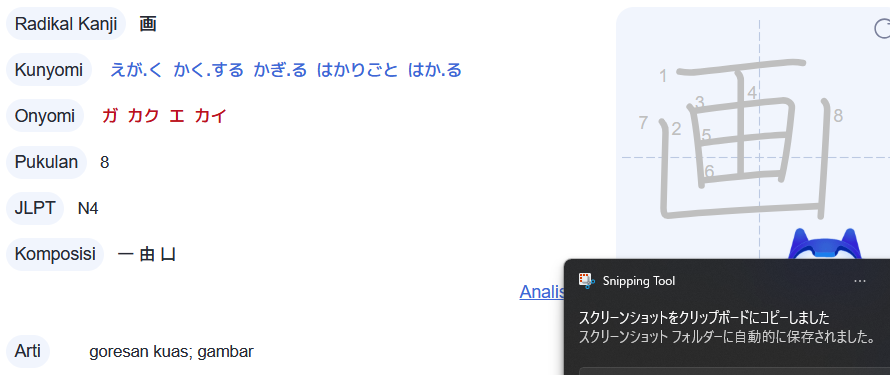 Radikal Kanji 画
Kunyomi えが.く かく.する かぎ.る はかりごと はか.る
Onyomi ガ カク エ カイ
Pukulan 8
JLPT N4
Komposisi 一 由 凵
Analis
Arti goresan kuas; gambar
画
1
2
3
4
5
6
7
8
Snipping Tool
スクリーンショットをクリップボードにコピーしました
スクリーンショット フォルダーに自動的に保存されました。